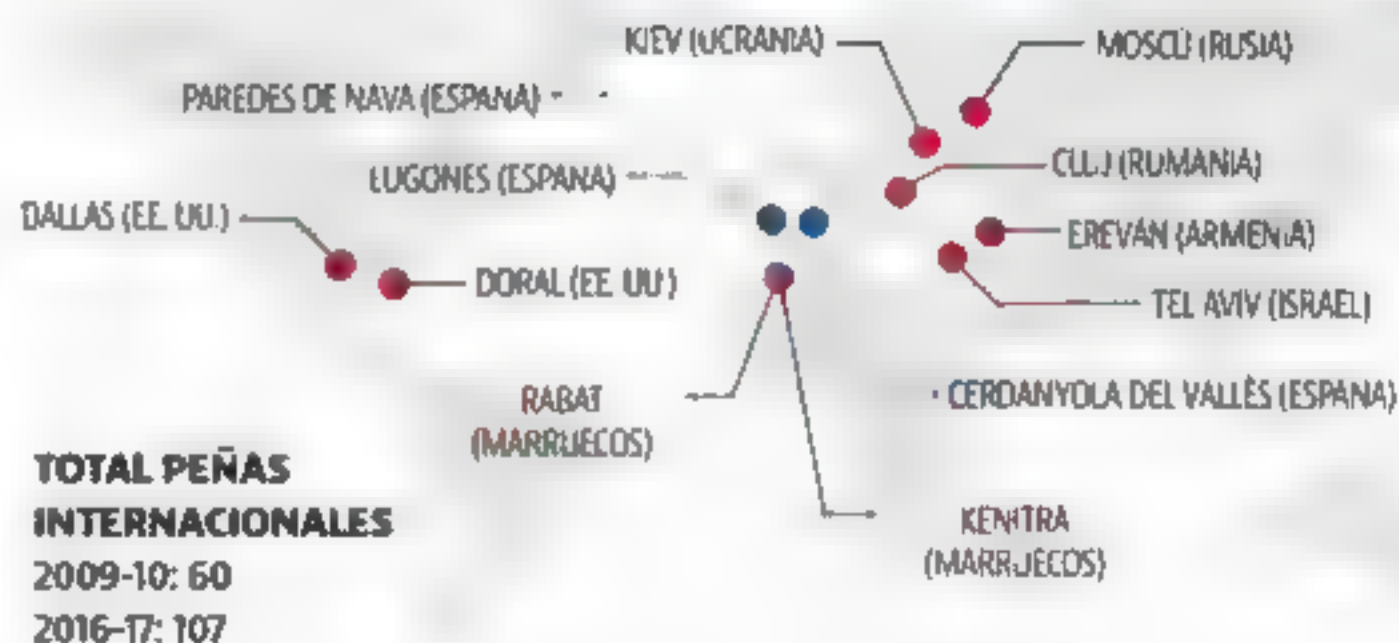 KIEV (UCRANIA)
MOSCÚ (RUSIA)
PAREDES DE NAVA (ESPAÑA)
LUGONES (ESPAÑA)
CLUJ (RUMANIA)
DALLAS (EE. UU.)
EREVÁN (ARMENIA)
DORAL (EE. UU.)
TEL AVIV (ISRAEL)
RABAT
(MARRUECOS)
CERDANYOLA DEL VALLÈS (ESPAÑA)
KENITRA
(MARRUECOS)
TOTAL PEÑAS
INTERNACIONALES
2009-10: 60
2016-17: 107